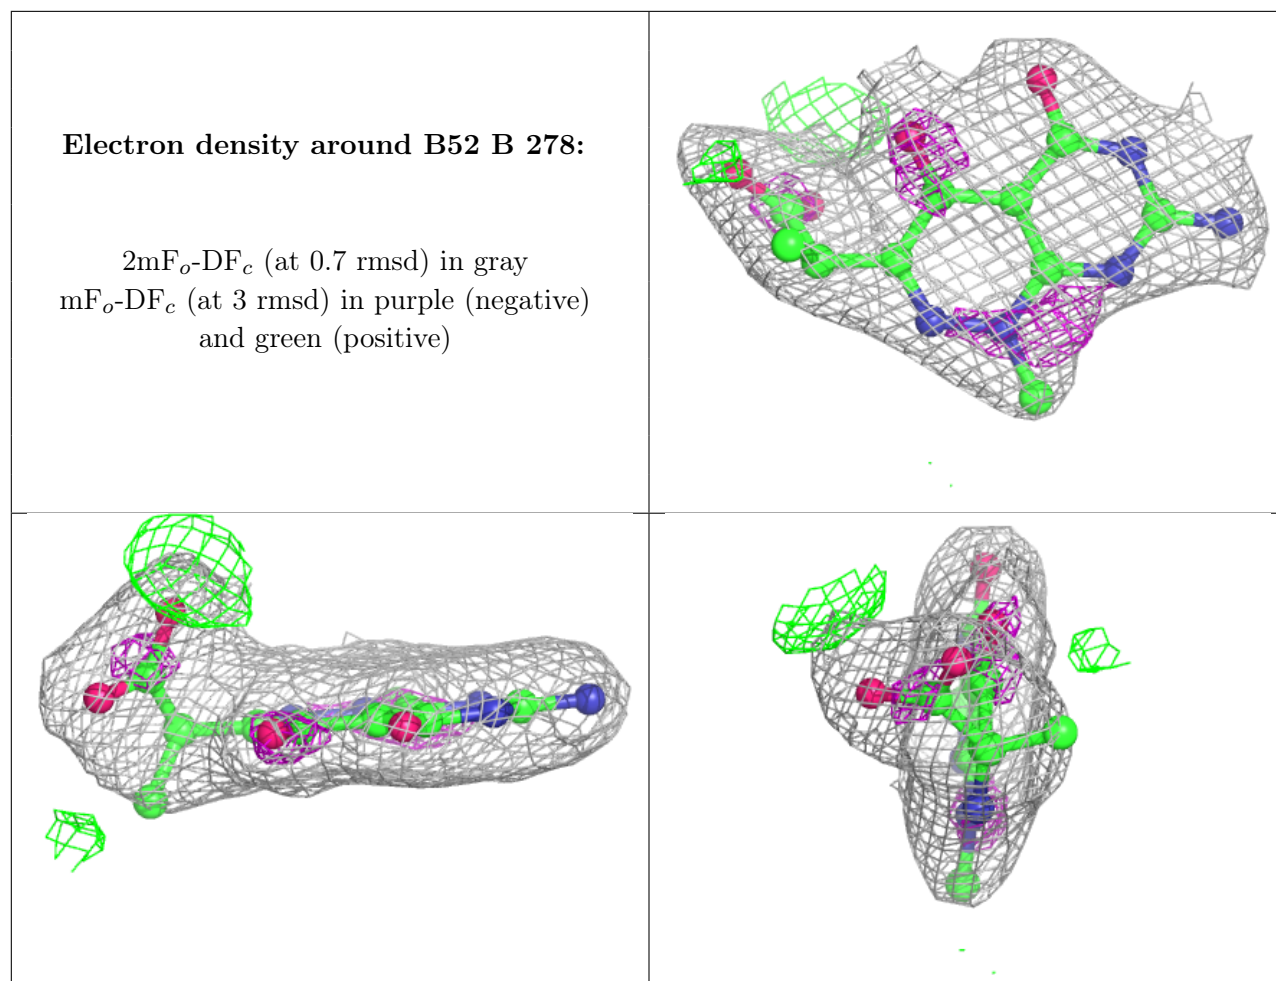 Electron density around B52 B 278:
2mFo-DFc (at 0.7 rmsd) in gray
mFo-DFc (at 3 rmsd) in purple (negative)
and green (positive)